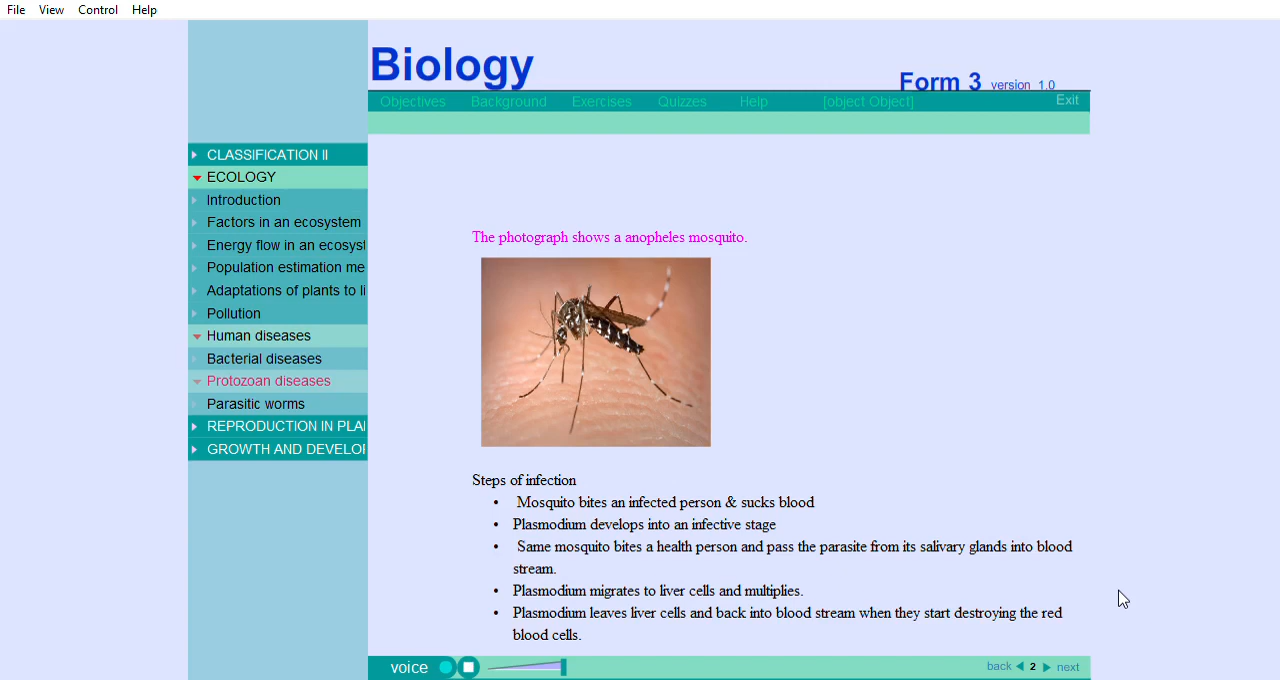 File View Control Help
Biology
Form 3 version 1.0
Objectives Background Exercises Quizzes Help [object Object] Exit
CLASSIFICATION II
ECOLOGY
Introduction
Factors in an ecosystem
Energy flow in an ecosyst
Population estimation me
Adaptations of plants to li
Pollution
Human diseases
Bacterial diseases
Protozoan diseases
Parasitic worms
REPRODUCTION IN PLAN
GROWTH AND DEVELOP
The photograph shows a anopheles mosquito.
Steps of infection
• Mosquito bites an infected person & sucks blood
• Plasmodium develops into an infective stage
• Same mosquito bites a health person and pass the parasite from its salivary glands into blood
stream.
• Plasmodium migrates to liver cells and multiplies.
• Plasmodium leaves liver cells and back into blood stream when they start destroying the red
blood cells.
voice
back 2 next